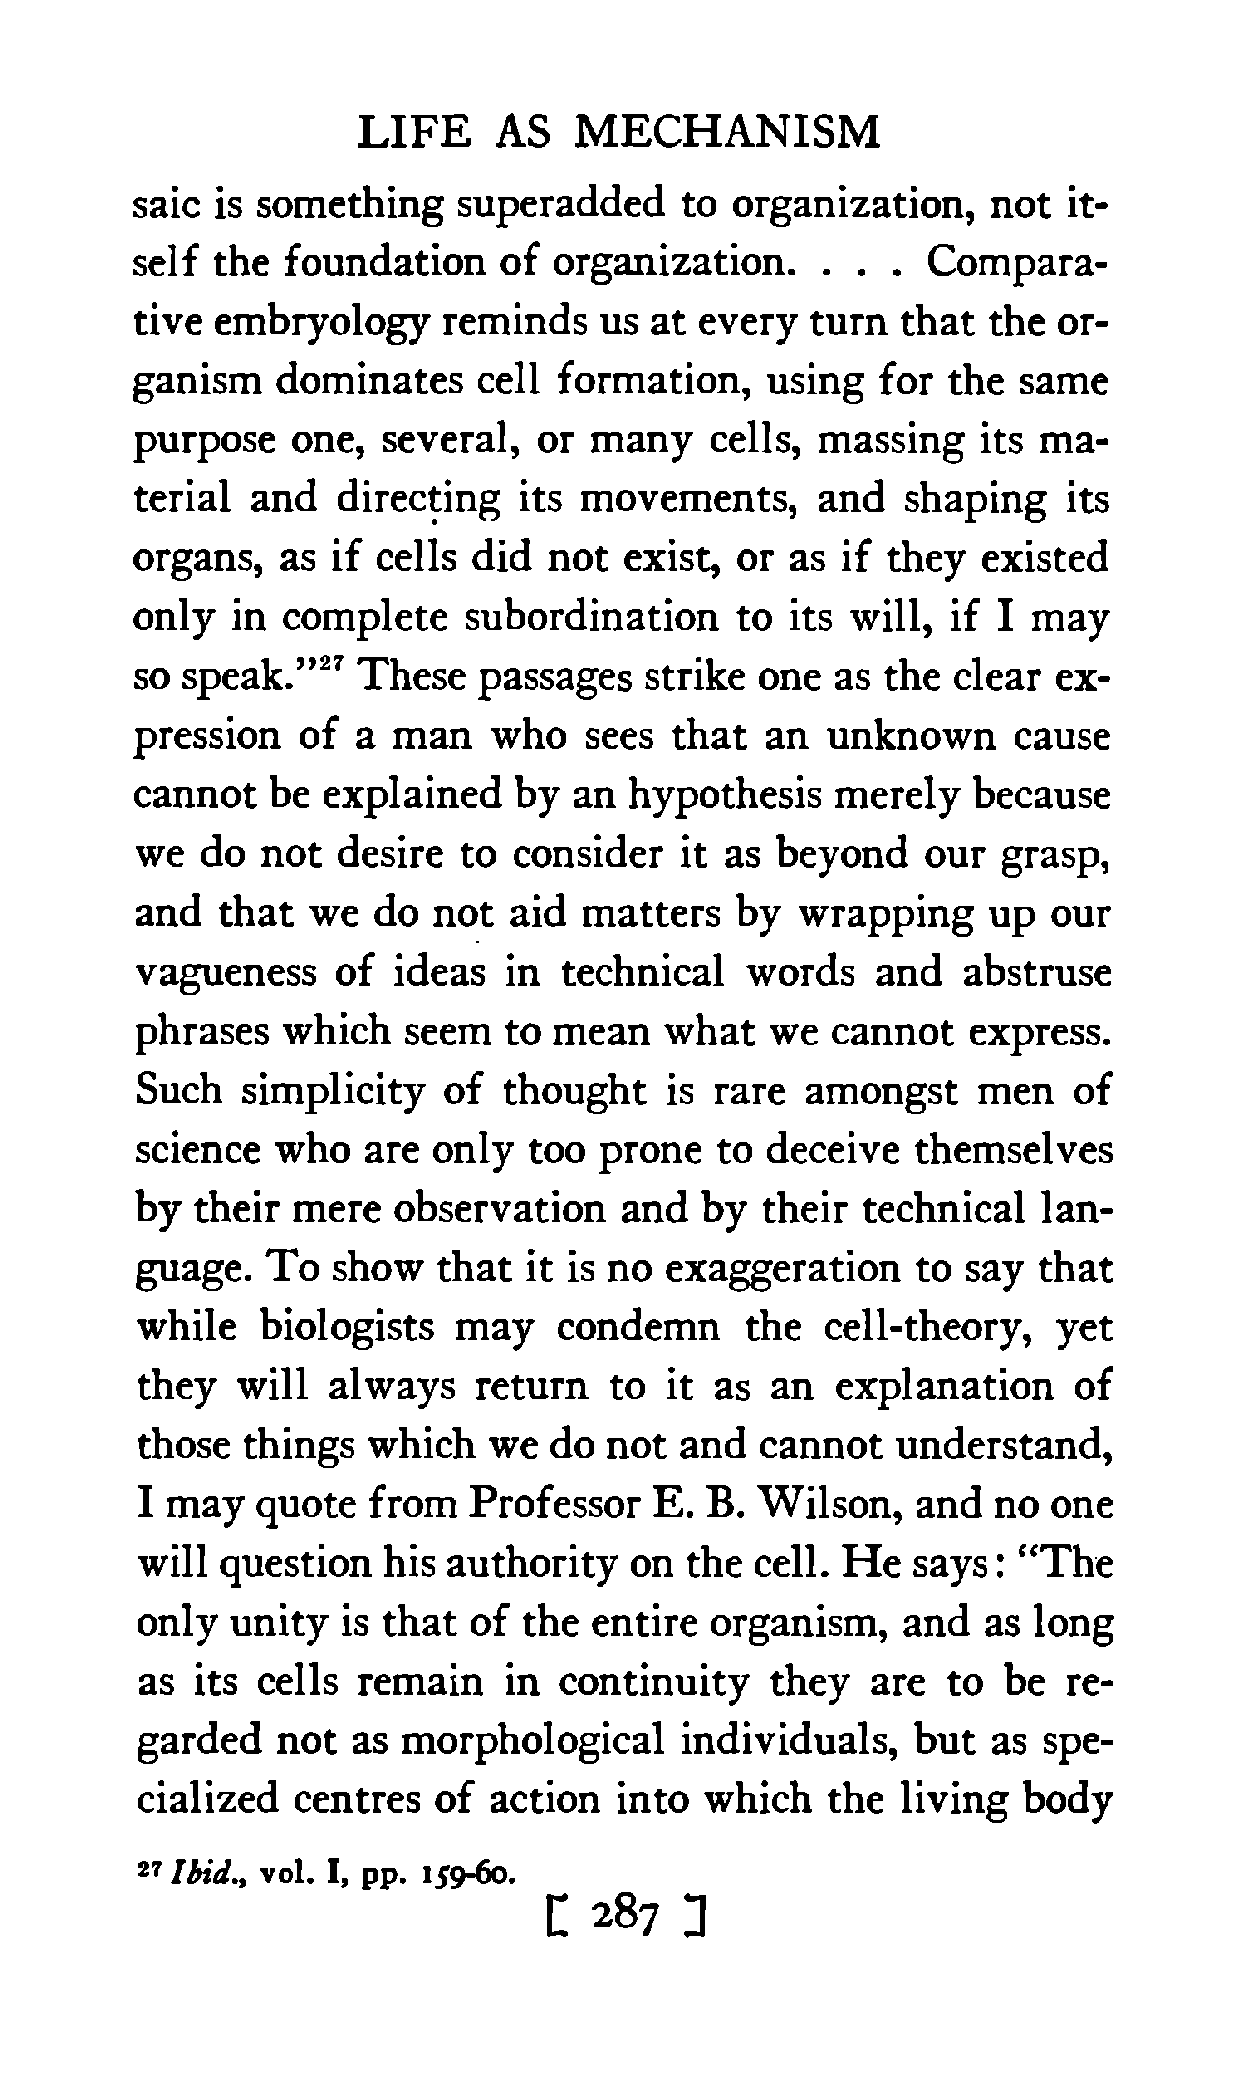 LIFE AS MECHANISM
saic is something superadded to organization, not it-
self the foundation of organization. . . . Compara-
tive embryology reminds us at every turn that the or-
ganism dominates cell formation, using for the same
purpose one, several, or many cells, massing its ma-
terial and directing its movements, and shaping its
organs, as if cells did not exist, or as if they existed
only in complete subordination to its will, if I may
so speak."27 These passages strike one as the clear ex-
pression of a man who sees that an unknown cause
cannot be explained by an hypothesis merely because
we do not desire to consider it as beyond our grasp,
and that we do not aid matters by wrapping up our
vagueness of ideas in technical words and abstruse
phrases which seem to mean what we cannot express.
Such simplicity of thought is rare amongst men of
science who are only too prone to deceive themselves
by their mere observation and by their technical lan-
guage. To show that it is no exaggeration to say that
while biologists may condemn the cell-theory, yet
they will always return to it as an explanation of
those things which we do not and cannot understand,
I may quote from Professor E. B. Wilson, and no one
will question his authority on the cell. He says: "The
only unity is that of the entire organism, and as long
as its cells remain in continuity they are to be re-
garded not as morphological individuals, but as spe-
cialized centres of action into which the living body
27 Ibid., vol. I, pp. 159-60.
[ 287 ]